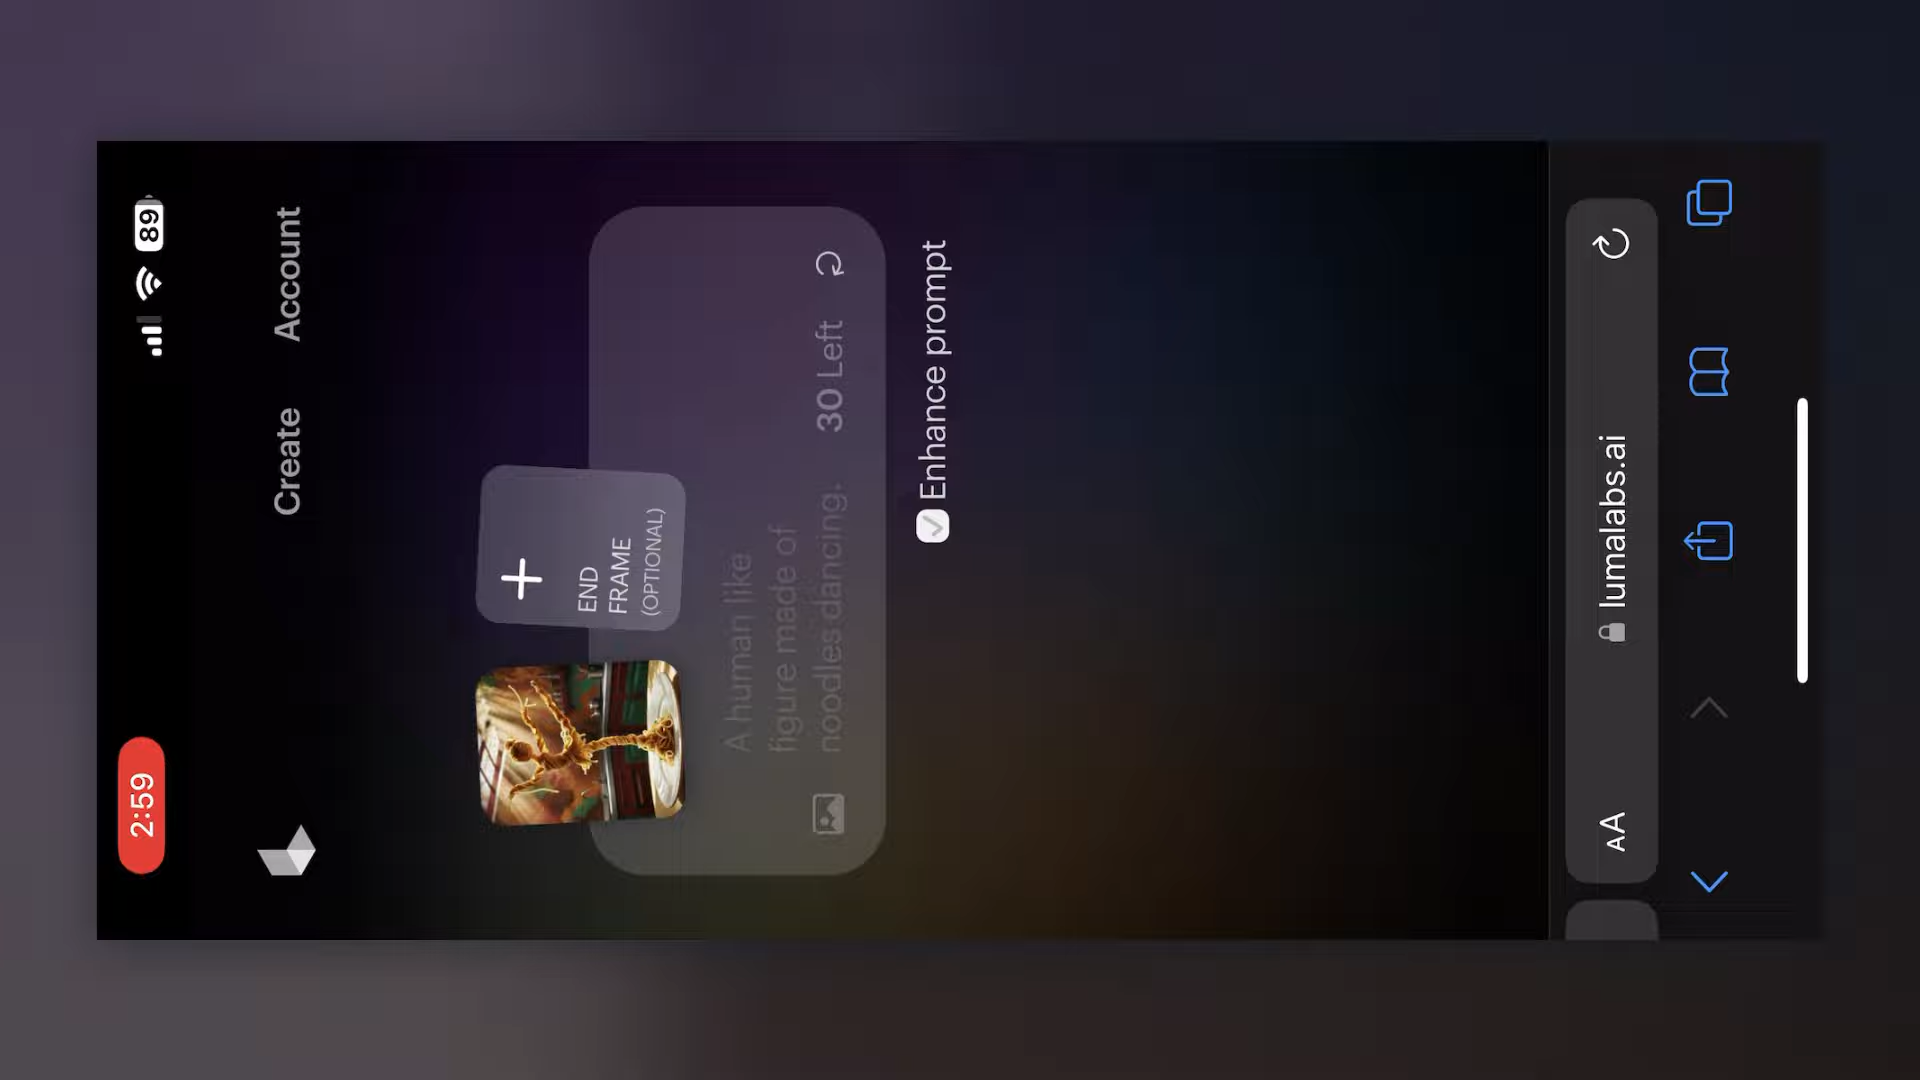 2:59
89
Create
Account
END
FRAME
(OPTIONAL)
A human like
figure made of
noodles dancing.
30 Left
Enhance prompt
AA
lumalabs.ai